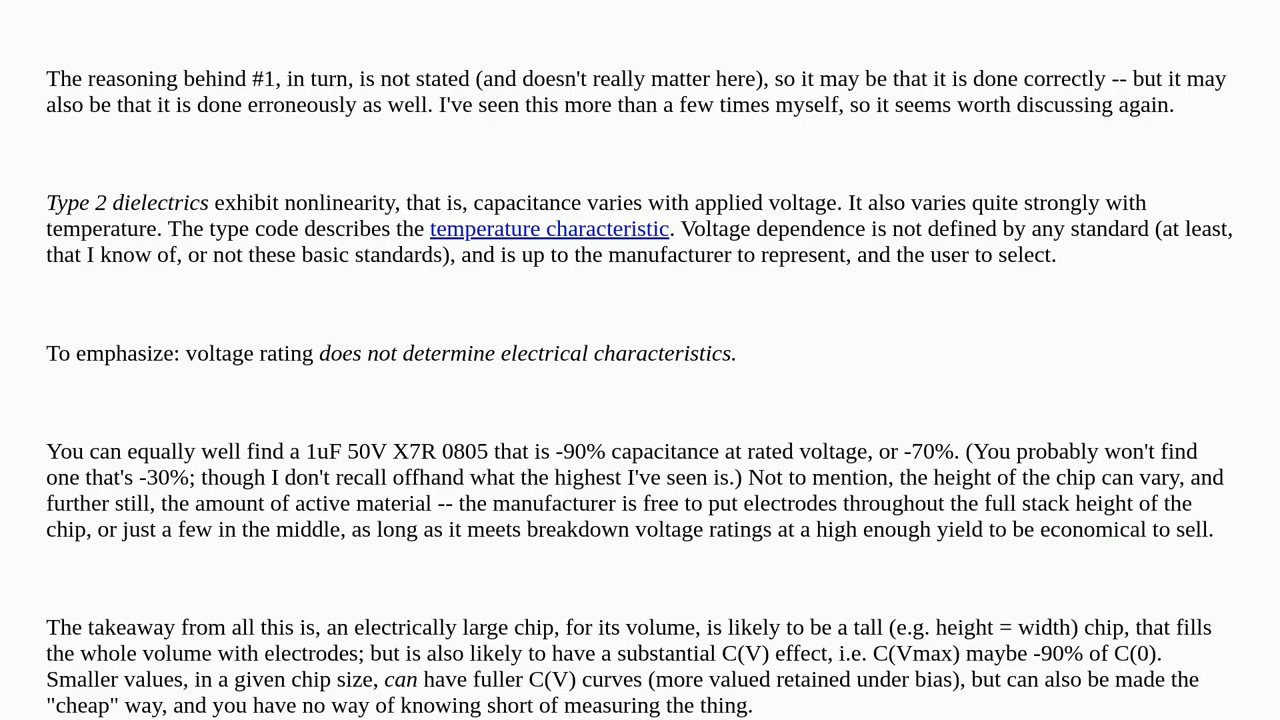 The reasoning behind #1, in turn, is not stated (and doesn't really matter here), so it may be that it is done correctly -- but it may
also be that it is done erroneously as well. I've seen this more than a few times myself, so it seems worth discussing again.
Type 2 dielectrics exhibit nonlinearity, that is, capacitance varies with applied voltage. It also varies quite strongly with
temperature. The type code describes the temperature characteristic. Voltage dependence is not defined by any standard (at least,
that I know of, or not these basic standards), and is up to the manufacturer to represent, and the user to select.
To emphasize: voltage rating does not determine electrical characteristics.
You can equally well find a 1uF 50V X7R 0805 that is -90% capacitance at rated voltage, or -70%. (You probably won't find
one that's -30%; though I don't recall offhand what the highest I've seen is.) Not to mention, the height of the chip can vary, and
further still, the amount of active material -- the manufacturer is free to put electrodes throughout the full stack height of the
chip, or just a few in the middle, as long as it meets breakdown voltage ratings at a high enough yield to be economical to sell.
The takeaway from all this is, an electrically large chip, for its volume, is likely to be a tall (e.g. height = width) chip, that fills
the whole volume with electrodes; but is also likely to have a substantial C(V) effect, i.e. C(Vmax) maybe -90% of C(0).
Smaller values, in a given chip size, can have fuller C(V) curves (more valued retained under bias), but can also be made the
"cheap" way, and you have no way of knowing short of measuring the thing.